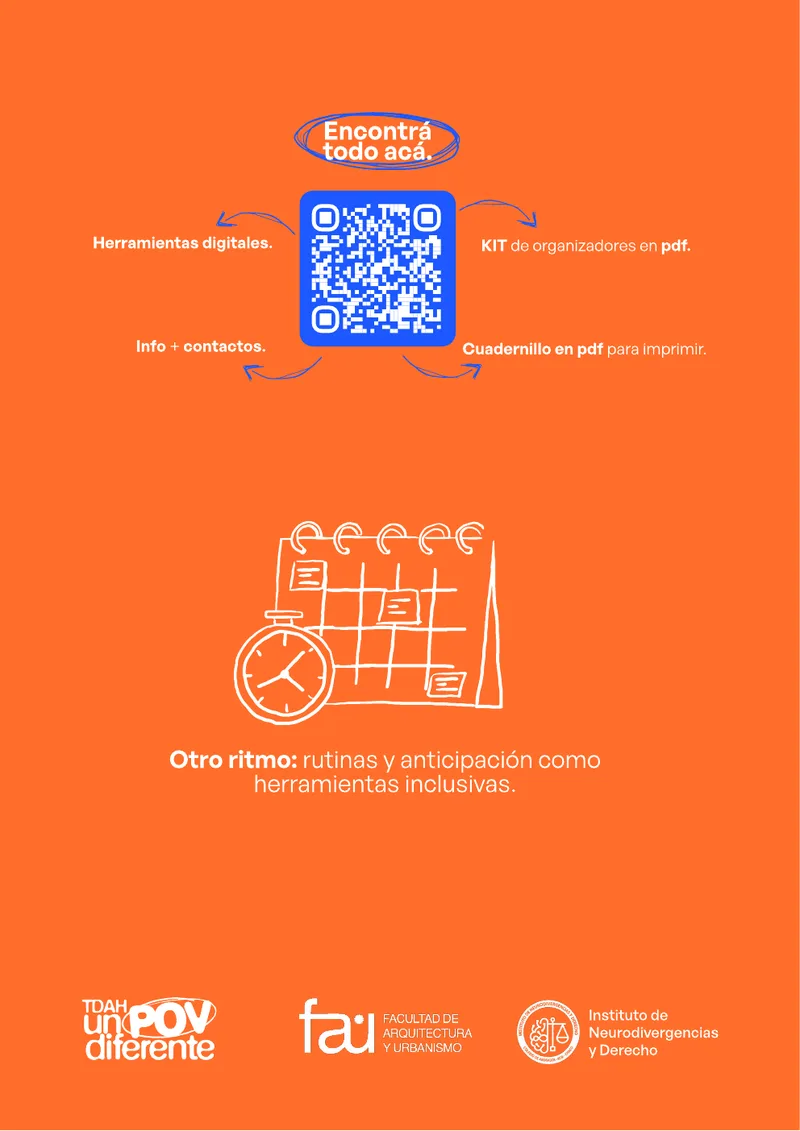 Encontrá
todo acá.
Herramientas digitales.
KIT de organizadores en pdf.
Info + contactos.
Cuadernillo en pdf para imprimir.
Otro ritmo: rutinas y anticipación como
herramientas inclusivas.
TDAH
un POV
diferente
fau
FACULTAD DE
ARQUITECTURA
Y URBANISMO
Instituto de
Neurodivergencias
y Derecho